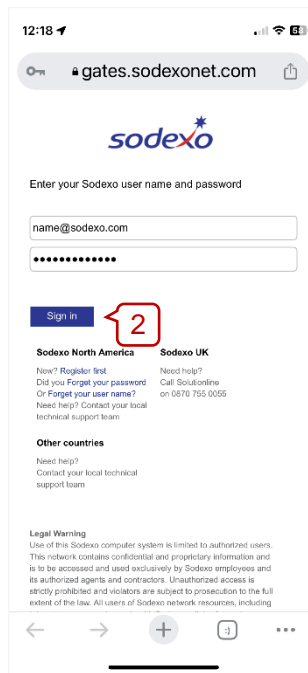 12:18
53
gates.sodexonet.com
sodexo
Enter your Sodexo user name and password
name@sodexo.com
•••••••••••••
Sign in
2
Sodexo North America
New? Register first
Did you Forget your password
Or Forget your user name?
Need help? Contact your local
technical support team
Sodexo UK
Need help?
Call Solutionline
on 0870 755 0055
Other countries
Need help?
Contact your local technical
support team
Legal Warning
Use of this Sodexo computer system is limited to authorized users.
This network contains confidential and proprietary information and
is to be accessed and used exclusively by Sodexo employees and
its authorized agents and contractors. Unauthorized access is
strictly prohibited and violators are subject to prosecution to the full
extent of the law. All users of Sodexo network resources, including
:)